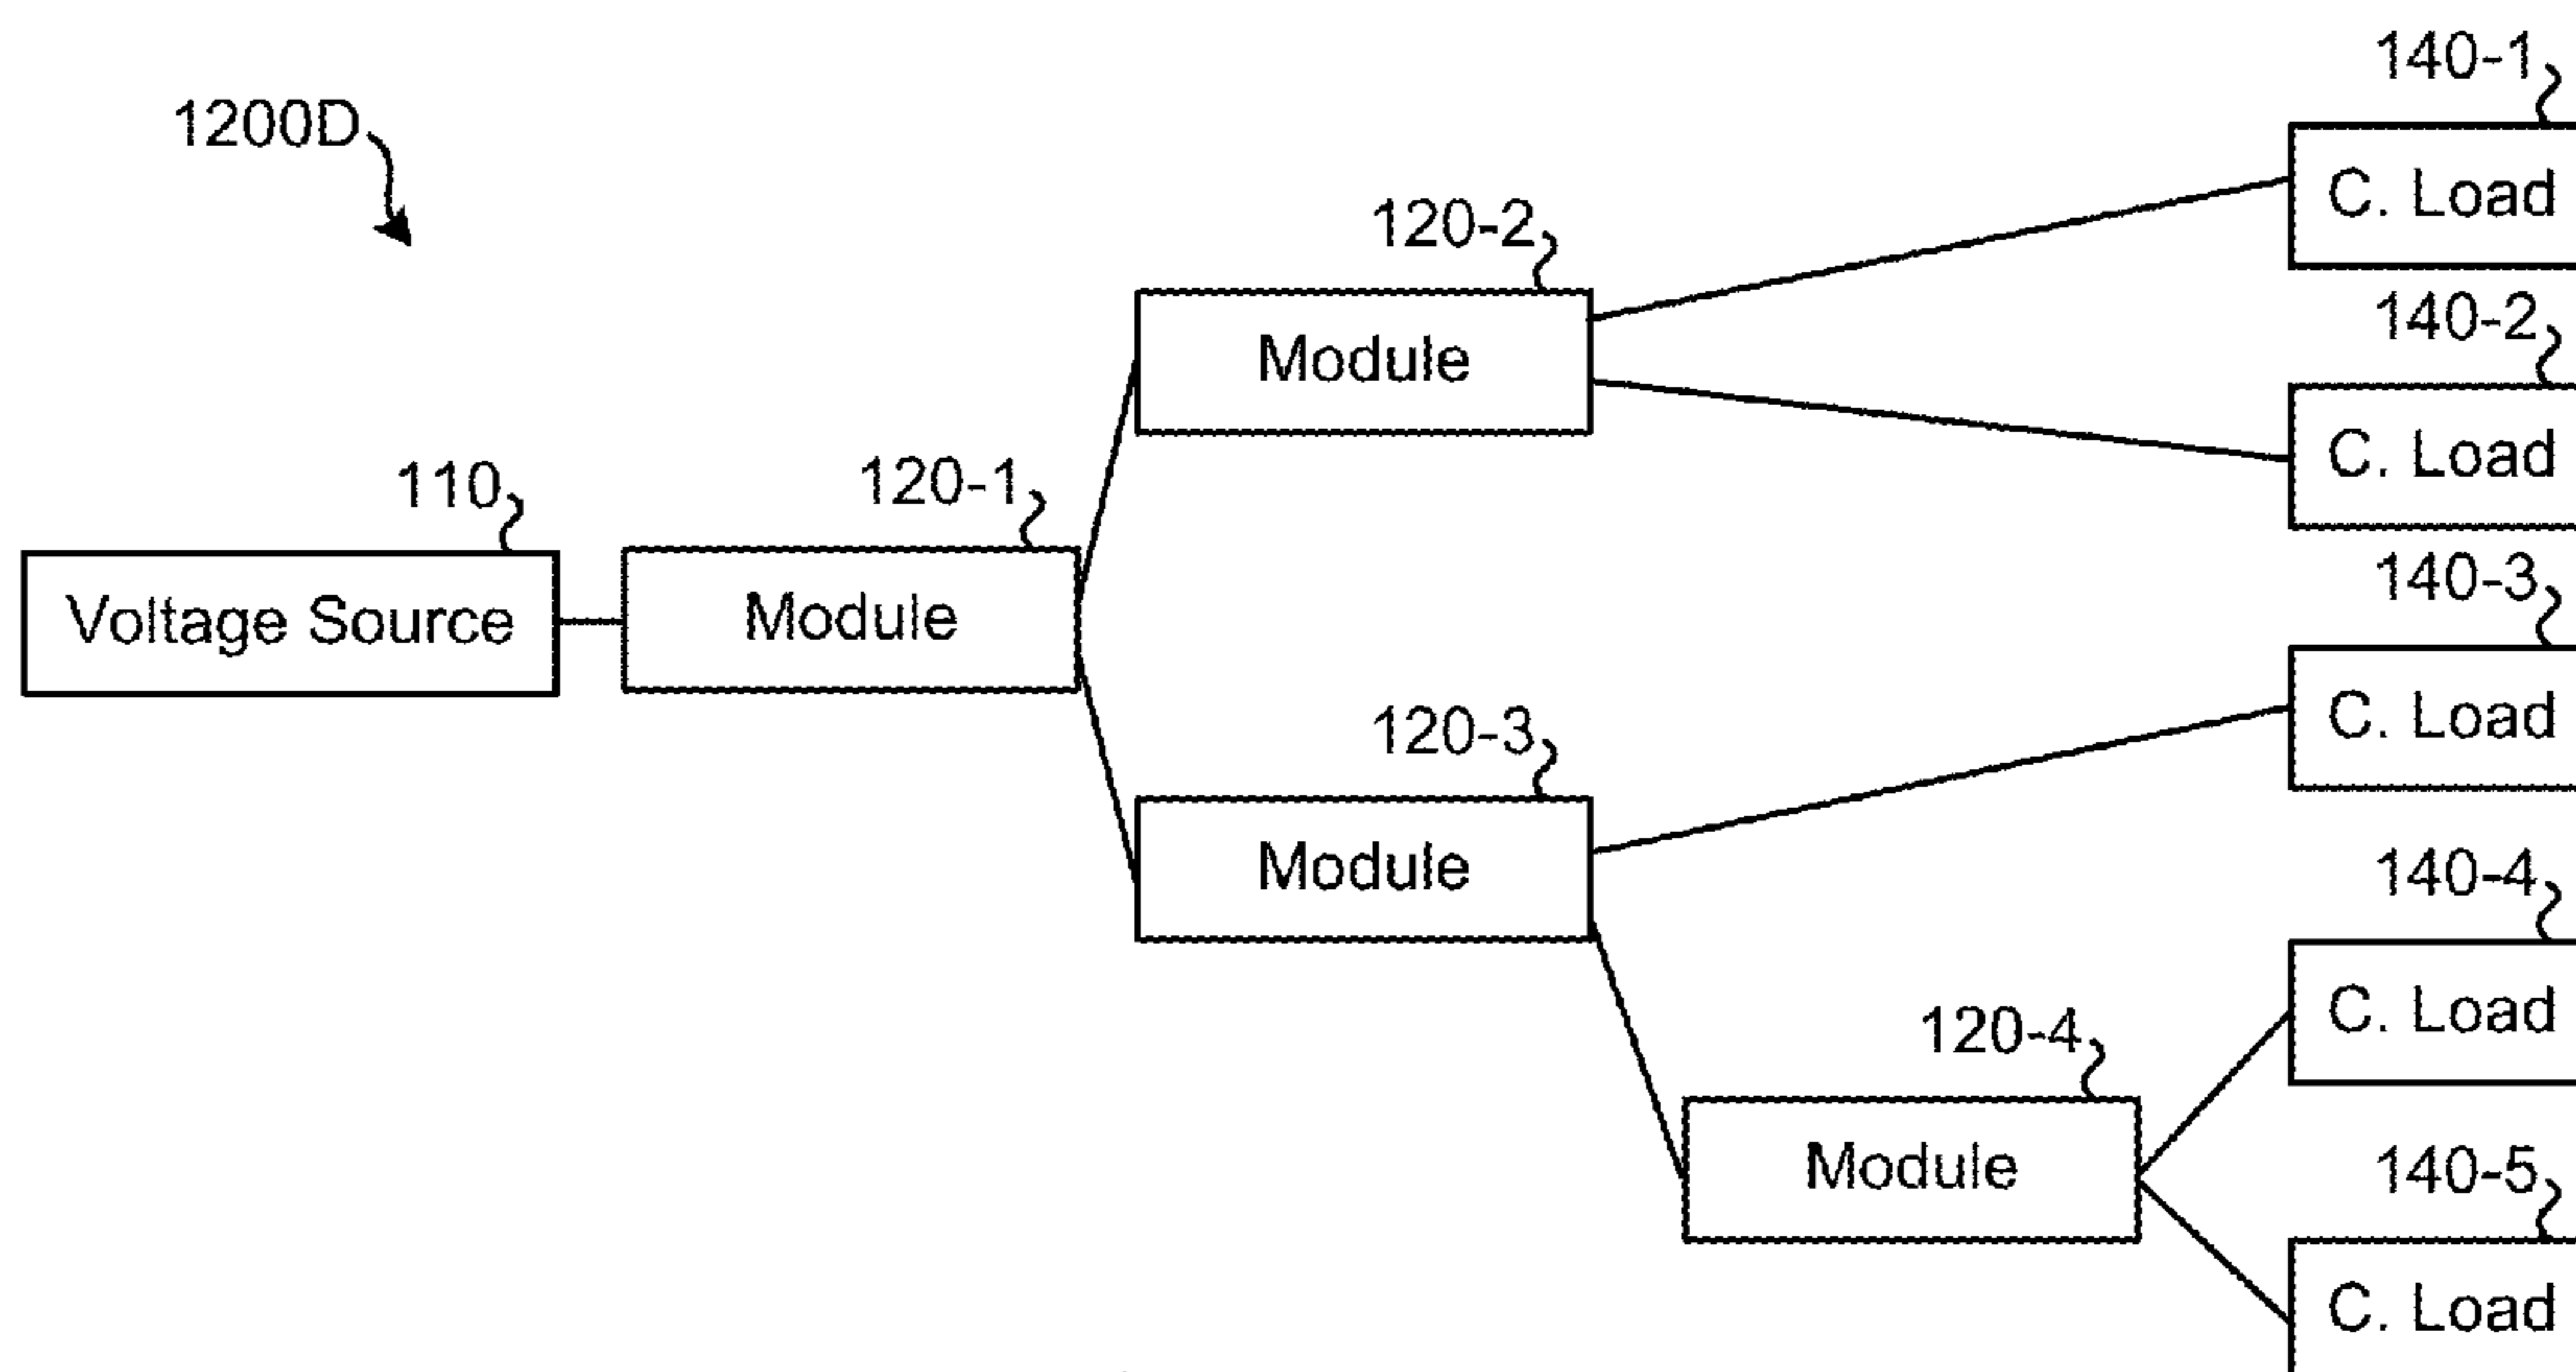 140-1
1200D
C. Load
120-2
140-2
Module
C. Load
110
120-1
140-3
Voltage Source
Module
120-3
C. Load
Module
140-4
C. Load
120-4
Module
140-5
C. Load